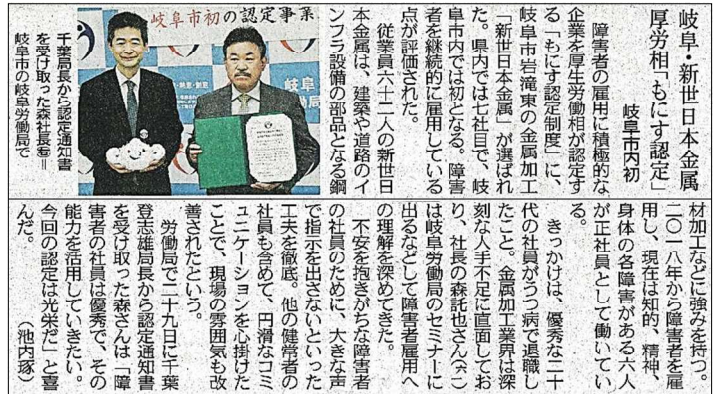 岐阜・新世日本金属
厚労相「もにす認定」
岐阜市内初
障害者の雇用に積極的な
企業を厚生労働相が認定す
る「もにす認定制度」に、
岐阜市岩滝東の金属加工
「新世日本金属」が選ばれ
た。県内では七社目で、岐
阜市内では初となる。障害
者を継続的に雇用している
点が評価された。
従業員六十二人の新世日
本金属は、建築や道路のイ
ンフラ設備の部品となる鋼
岐阜市初の認定事業
千葉局長から認定通知書
を受け取った森社長㊨＝
岐阜市の岐阜労働局で
材加工などに強みを持つ。
二〇一八年から障害者を雇
用し、現在は知的、精神、
身体の各障害がある六人
が正社員として働いてい
る。
きっかけは、優秀な二十
代の社員がうつ病で退職し
たこと。金属加工業界は深
刻な人手不足に直面してお
り、社長の森託也さん
は岐阜労働局のセミナーに
出るなどして障害者雇用へ
の理解を深めてきた。
不安を抱きがちな障害者
の社員のために、大きな声
で指示を出さないといった
工夫を徹底。他の健常者の
社員も含めて、円滑なコミ
ュニケーションを心掛けた
ことで、現場の雰囲気も改
善されたという。
労働局で二十九日に千葉
登志雄局長から認定通知書
を受け取った森さんは「障
害者の社員は優秀で、その
能力を活用していきたい。
今回の認定は光栄だ」と喜
んだ。（池内琢）